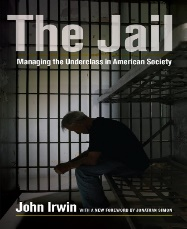 The Jail
Managing the Underclass in American Society
John Irwin WITH A NEW FOREWORD BY JONATHAN SIMON